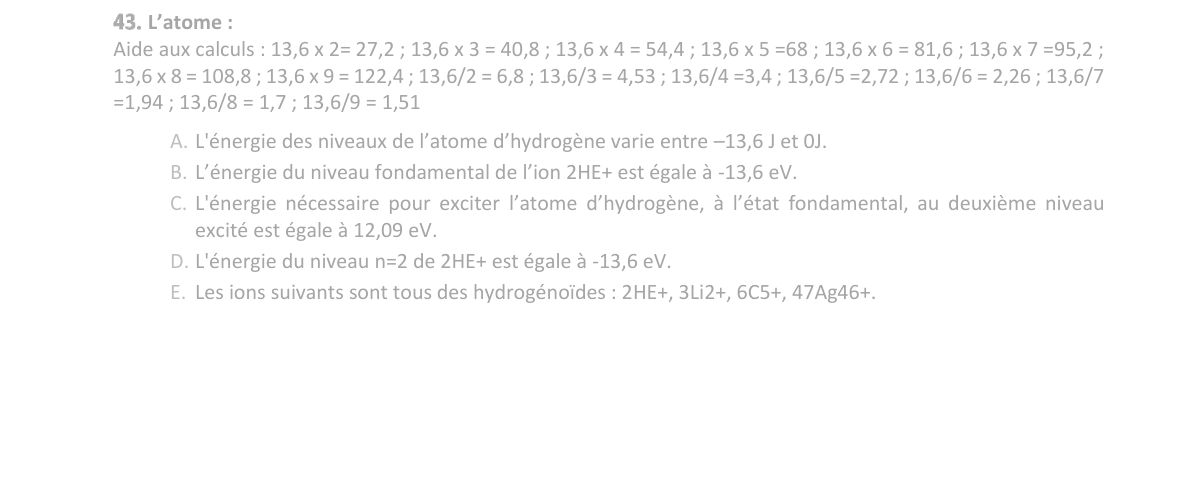 43. L’atome :
Aide aux calculs : 13,6 x 2= 27,2 ; 13,6 x 3 = 40,8 ; 13,6 x 4 = 54,4 ; 13,6 x 5 =68 ; 13,6 x 6 = 81,6 ; 13,6 x 7 =95,2 ;
13,6 x 8 = 108,8 ; 13,6 x 9 = 122,4 ; 13,6/2 = 6,8 ; 13,6/3 = 4,53 ; 13,6/4 =3,4 ; 13,6/5 =2,72 ; 13,6/6 = 2,26 ; 13,6/7
=1,94 ; 13,6/8 = 1,7 ; 13,6/9 = 1,51
A. L'énergie des niveaux de l’atome d’hydrogène varie entre –13,6 J et 0J.
B. L’énergie du niveau fondamental de l’ion 2HE+ est égale à -13,6 eV.
C. L'énergie nécessaire pour exciter l’atome d’hydrogène, à l’état fondamental, au deuxième niveau
excité est égale à 12,09 eV.
D. L'énergie du niveau n=2 de 2HE+ est égale à -13,6 eV.
E. Les ions suivants sont tous des hydrogénoïdes : 2HE+, 3Li2+, 6C5+, 47Ag46+.